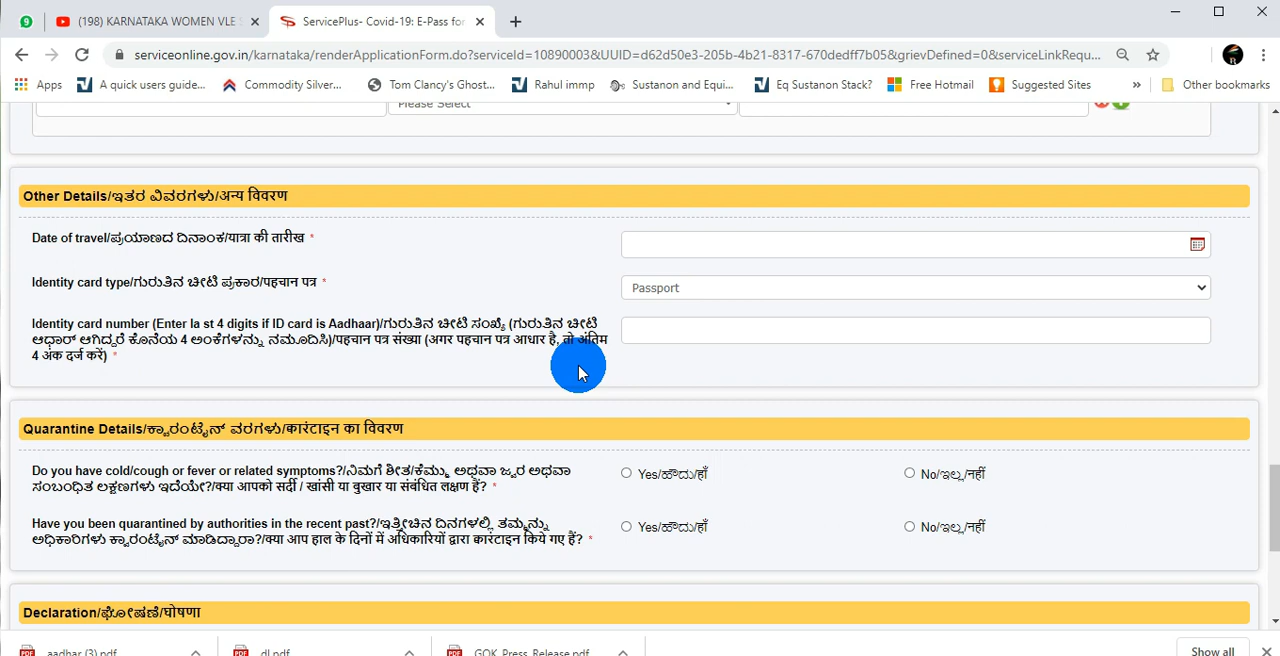 9 (198) KARNATAKA WOMEN VLE ServicePlus- Covid-19: E-Pass for
serviceonline.gov.in/karnataka/renderApplicationForm.do?serviceId=10890003&UUID=d62d50e3-205b-4b21-8317-670dedff7b05&grievDefined=0&serviceLinkRequ...
Apps A quick users guide... Commodity Silver... Tom Clancy's Ghost... Rahul immp Sustanon and Equi... Eq Sustanon Stack? Free Hotmail Suggested Sites » Other bookmarks
Please Select
Other Details/ಇತರ ವಿವರಗಳು/अन्य विवरण
Date of travel/ಪ್ರಯಾಣದ ದಿನಾಂಕ/यात्रा की तारीख *
Identity card type/ಗುರುತಿನ ಚೀಟಿ ಪ್ರಕಾರ/पहचान पत्र *
Passport
Identity card number (Enter la st 4 digits if ID card is Aadhaar)/ಗುರುತಿನ ಚೀಟಿ ಸಂಖ್ಯೆ (ಗುರುತಿನ ಚೀಟಿ
ಆಧಾರ್ ಆಗಿದ್ದರೆ ಕೊನೆಯ 4 ಅಂಕೆಗಳನ್ನು ನಮೂದಿಸಿ)/पहचान पत्र संख्या (अगर पहचान पत्र आधार है, तो अंतिम
4 अंक दर्ज करें) *
Quarantine Details/ಕ್ವಾರಂಟೈನ್ ವರಗಳು/कारंटाइन का विवरण
Do you have cold/cough or fever or related symptoms?/ನಿಮಗೆ ಶೀತ/ಕೆಮ್ಮು ಅಥವಾ ಜ್ವರ ಅಥವಾ
ಸಂಬಂಧಿತ ಲಕ್ಷಣಗಳು ಇದೆಯೇ?/क्या आपको सर्दी / खांसी या बुखार या संबंधित लक्षण हैं? *
Yes/ಹೌದು/हाँ No/ಇಲ್ಲ/नहीं
Have you been quarantined by authorities in the recent past?/ಇತ್ತೀಚಿನ ದಿನಗಳಲ್ಲಿ ತಮ್ಮನ್ನು
ಅಧಿಕಾರಿಗಳು ಕ್ವಾರಂಟೈನ್ ಮಾಡಿದ್ದಾರಾ?/क्या आप हाल के दिनों में अधिकारियों द्वारा कारंटाइन किये गए हैं? *
Yes/ಹೌದು/हाँ No/ಇಲ್ಲ/नहीं
Declaration/ಘೋಷಣೆ/घोषणा
aadhar (3).pdf dl.pdf GOK_Press_Release.pdf Show all